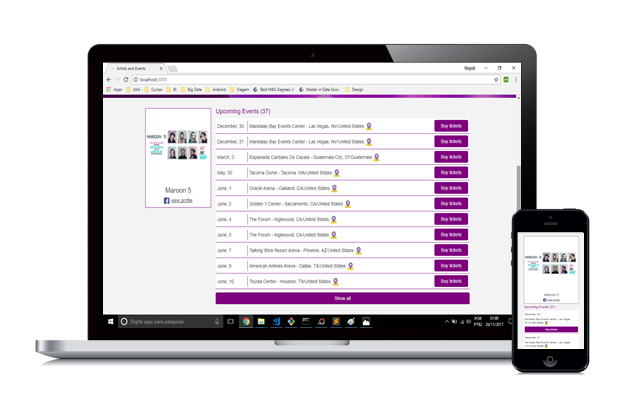 Artists and Events
localhost:3000
Apps Utils Cursos BI Big Data Android Viagem Best MBA Degrees Master in Data Scien Design
Upcoming Events (37)
December, 30 Mandalay Bay Events Center - Las Vegas, NV/United States Buy tickets
December, 31 Mandalay Bay Events Center - Las Vegas, NV/United States Buy tickets
March, 3 Explanada Cardales De Cayala - Guatemala City, 07/Guatemala Buy tickets
May, 30 Tacoma Dome - Tacoma, WA/United States Buy tickets
June, 1 Oracle Arena - Oakland, CA/United States Buy tickets
June, 2 Golden 1 Center - Sacramento, CA/United States Buy tickets
June, 4 The Forum - Inglewood, CA/United States Buy tickets
June, 5 The Forum - Inglewood, CA/United States Buy tickets
June, 7 Talking Stick Resort Arena - Phoenix, AZ/United States Buy tickets
June, 9 American Airlines Arena - Dallas, TX/United States Buy tickets
June, 10 Toyota Center - Houston, TX/United States Buy tickets
Show all
MAROON 5
Maroon 5
view profile
Digite aqui para pesquisar
POR 01:08
PTB2 26/11/2017
MAROON 5
Maroon 5
view profile
Upcoming Events (37)
December, 30
Mandalay Bay Events Center - Las Vegas,
NV/United States
Buy tickets
December, 31
Mandalay Bay Events Center - Las Vegas,
NV/United States